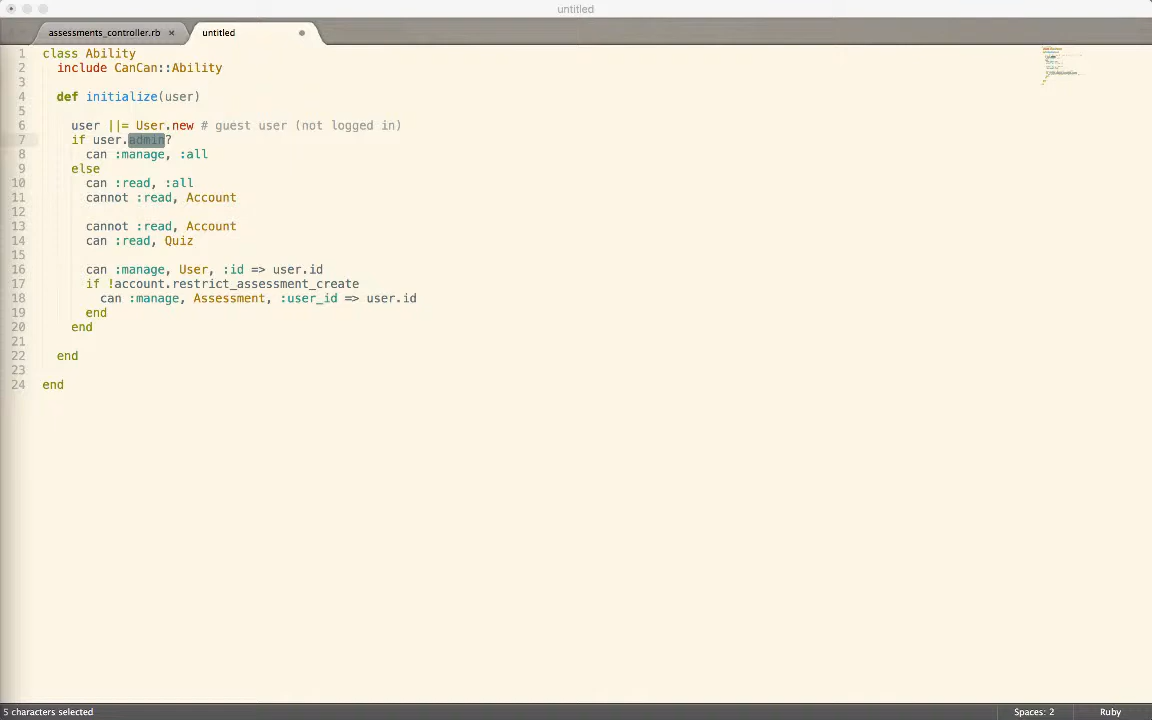 untitled
assessments_controller.rb × untitled
1 class Ability
2   include CanCan::Ability
3
4   def initialize(user)
5
6     user ||= User.new # guest user (not logged in)
7     if user.admin?
8       can :manage, :all
9     else
10       can :read, :all
11       cannot :read, Account
12
13       cannot :read, Account
14       can :read, Quiz
15
16       can :manage, User, :id => user.id
17       if !account.restrict_assessment_create
18         can :manage, Assessment, :user_id => user.id
19       end
20     end
21
22   end
23
24 end
5 characters selected
Spaces: 2
Ruby